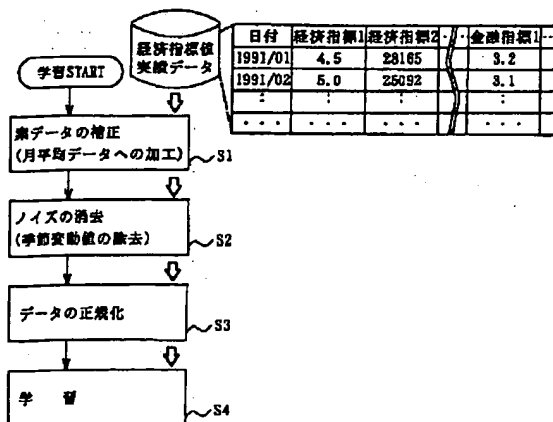 経済指標値
実績データ
学習START
日付 経済指標1 経済指標2 ・・ 金融指標1 ・・
1991/01 4.5 28165 3.2
1991/02 5.0 25092 3.1
: : : :
・・・ ・・・ ・・・ ・・・
素データの補正
(月平均データへの加工)
S1
ノイズの消去
(季節変動値の除去)
S2
データの正規化
S3
学 習
S4